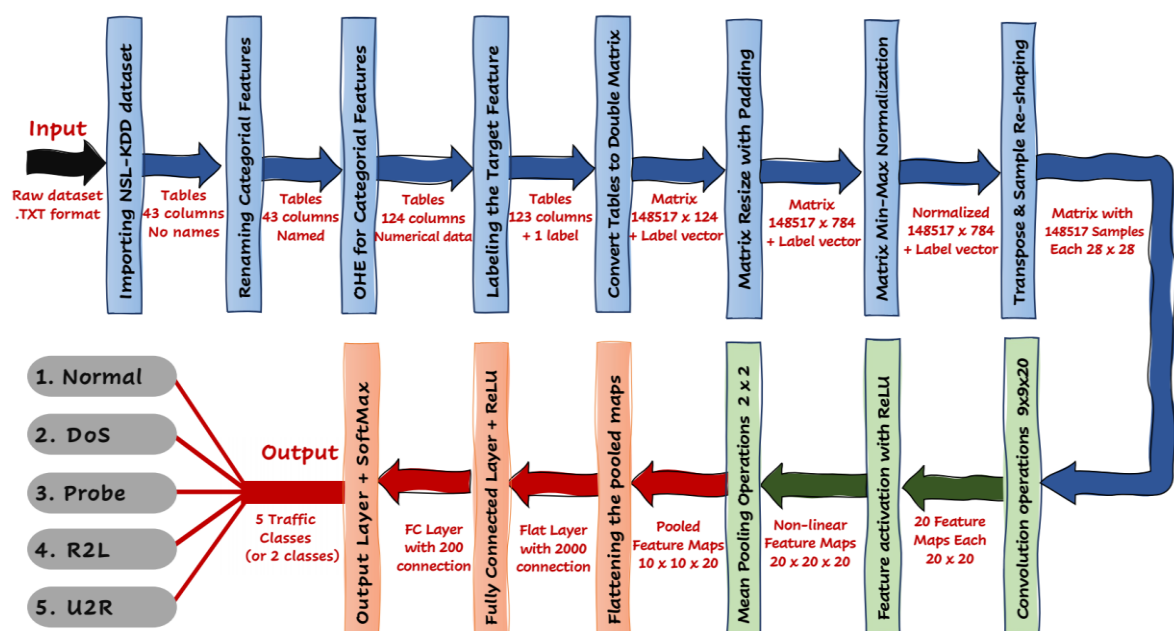 Input
Raw dataset
.TXT format
Importing NSL-KDD dataset
Tables
43 columns
No names
Renaming Categorial Features
Tables
43 columns
Named
OHE for Categorial Features
Tables
124 columns
Numerical data
Labeling the Target Feature
Tables
123 columns
+ 1 label
Convert Tables to Double Matrix
Matrix
148517 x 124
+ Label vector
Matrix Resize with Padding
Matrix
148517 x 784
+ Label vector
Matrix Min-Max Normalization
Normalized
148517 x 784
+ Label vector
Transpose & Sample Re-shaping
Matrix with
148517 Samples
Each 28 x 28
Convolution operations 9x9x20
20 Feature
Maps Each
20 x 20
Feature activation with ReLU
Non-linear
Feature Maps
20 x 20 x 20
Mean Pooling Operations 2 x 2
Pooled
Feature Maps
10 x 10 x 20
Flattening the pooled maps
Flat Layer
with 2000
connection
Fully Connected Layer + ReLU
FC Layer
with 200
connection
Output Layer + SoftMax
Output
5 Traffic
Classes
(or 2 classes)
1. Normal
2. DoS
3. Probe
4. R2L
5. U2R